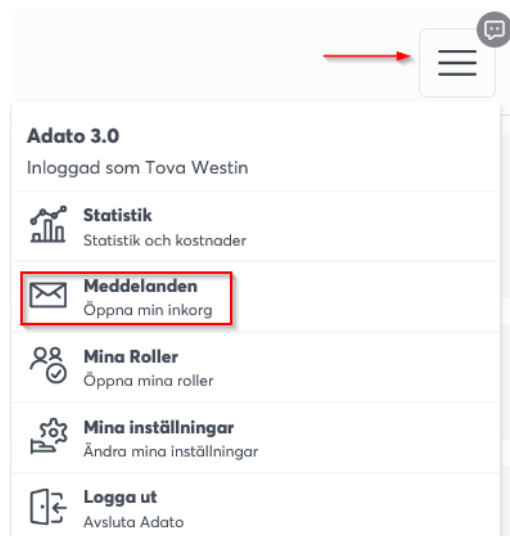 Adato 3.0
Inloggad som Tova Westin
Statistik
Statistik och kostnader
Meddelanden
Öppna min inkorg
Mina Roller
Öppna mina roller
Mina inställningar
Ändra mina inställningar
Logga ut
Avsluta Adato